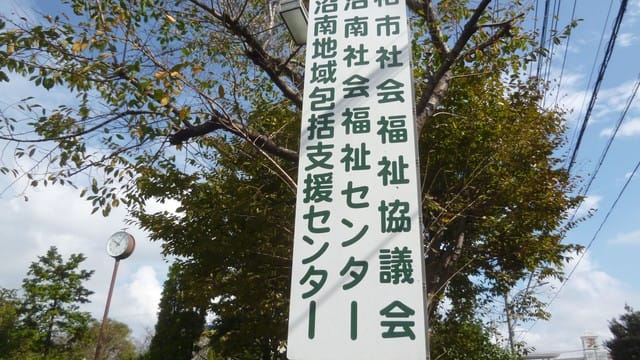 柏市社会福祉協議会
沼南社会福祉センター
沼南地域包括支援センター